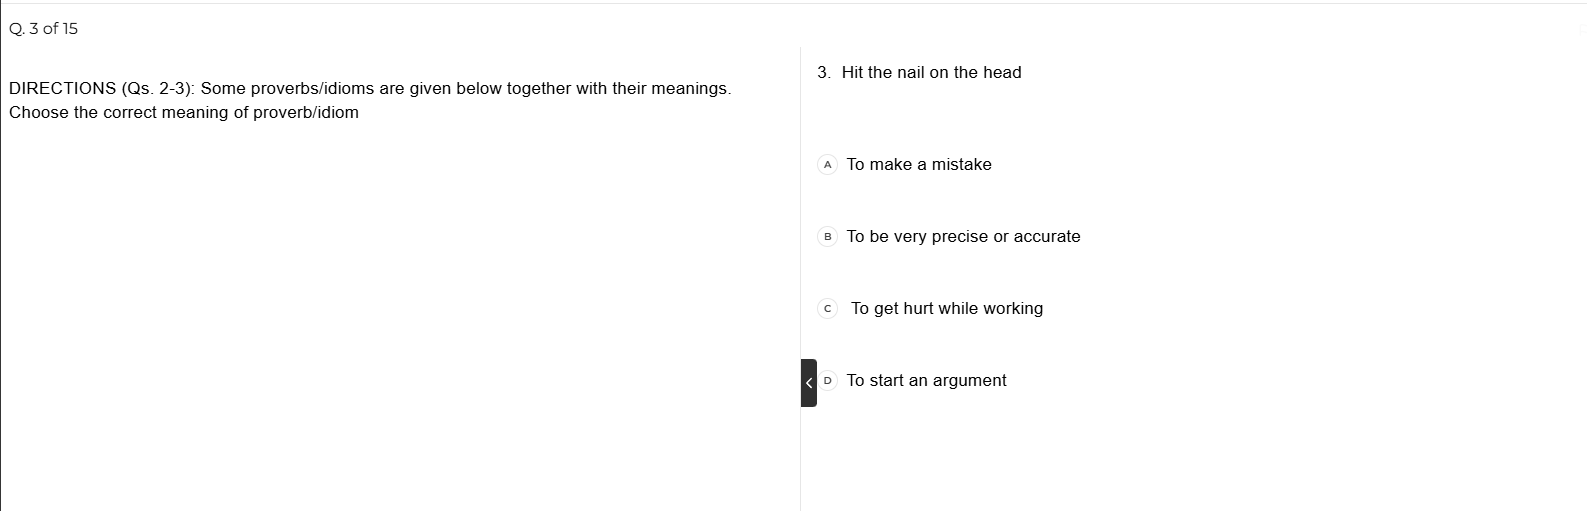 Q. 3 of 15
DIRECTIONS (Qs. 2-3): Some proverbs/idioms are given below together with their meanings.
Choose the correct meaning of proverb/idiom
3. Hit the nail on the head
A To make a mistake
B To be very precise or accurate
C To get hurt while working
D To start an argument